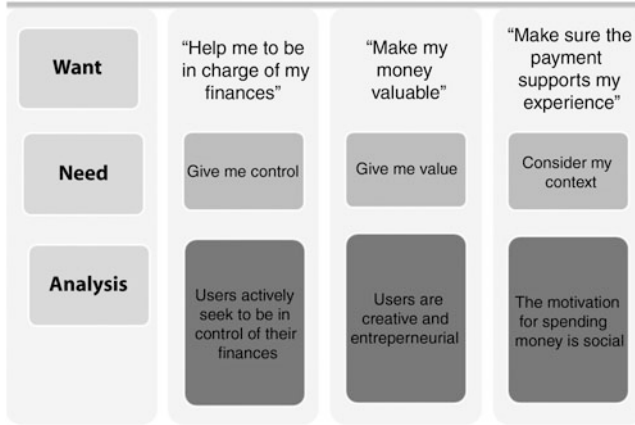 Want
“Help me to be
in charge of my
finances”
“Make my
money
valuable”
“Make sure the
payment
supports my
experience”
Need
Give me control
Give me value
Consider my
context
Analysis
Users actively
seek to be in
control of their
finances
Users are
creative and
entreperneurial
The motivation
for spending
money is social